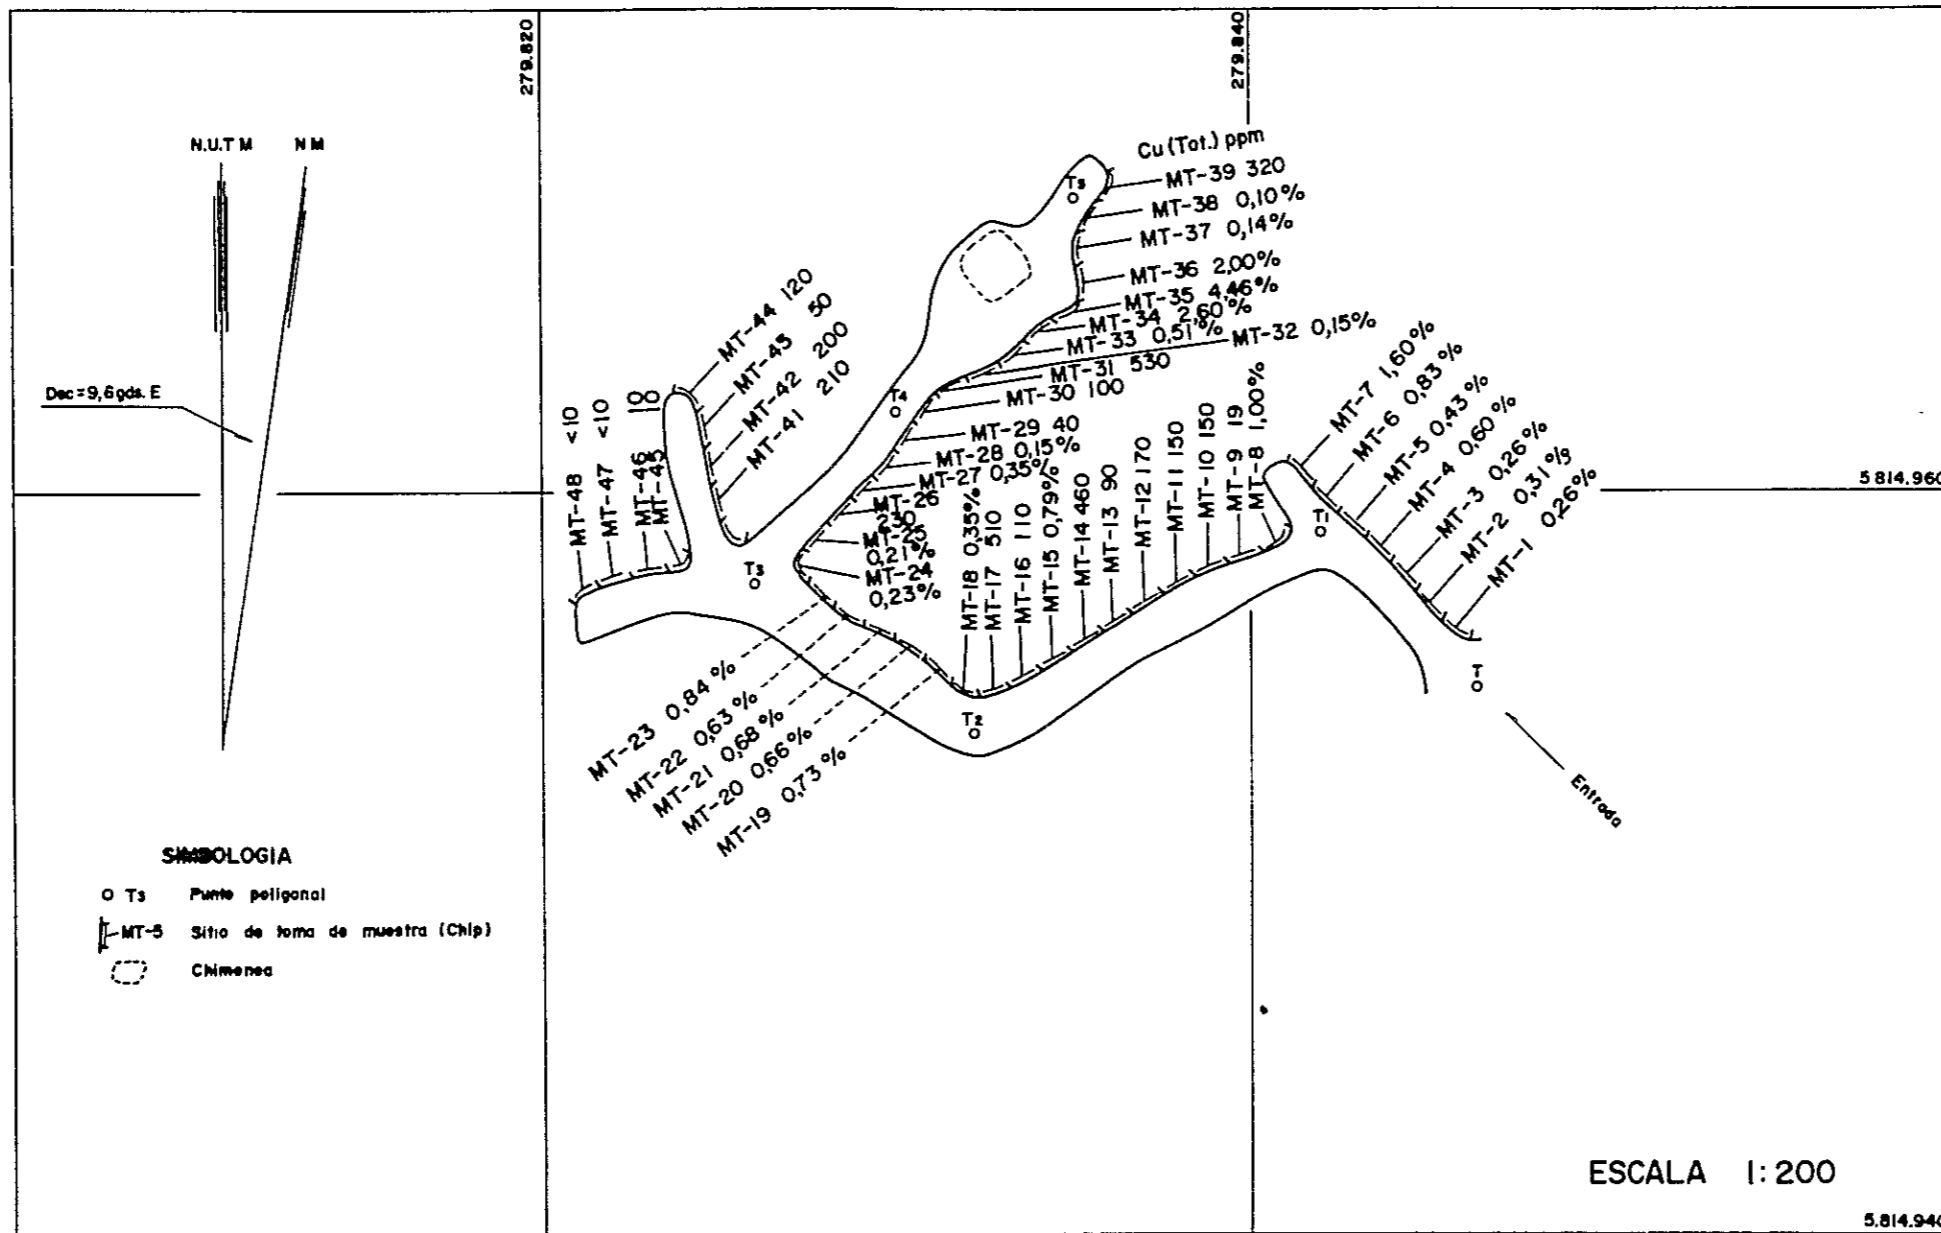 279.820
279.840
N.U.T M
N M
Dec = 9,6 gds. E
Cu (Tot.) ppm
MT-39 320
MT-38 0,10%
MT-37 0,14%
MT-36 2,00%
MT-35 4,46%
MT-34 2,60%
MT-33 0,51%
MT-32 0,15%
MT-31 530
MT-30 100
MT-29 40
MT-28 0,15%
MT-27 0,35%
MT-26
230
MT-25
0,21%
MT-24
0,23%
MT-44 120
MT-43 50
MT-42 200
MT-41 210
MT-48 <10
MT-47 <10
MT-46 10
MT-45 10
MT-18 0,35%
MT-17 510
MT-16 110
MT-15 0,79%
MT-14 460
MT-13 90
MT-12 170
MT-11 150
MT-10 150
MT-9 19
MT-8 1,00%
MT-7 1,60%
MT-6 0,83%
MT-5 0,43%
MT-4 0,60%
MT-3 0,26%
MT-2 0,31%
MT-1 0,26%
5 814.960
T5
T4
T3
T1
T
T2
MT-23 0,84%
MT-22 0,63%
MT-21 0,68%
MT-20 0,66%
MT-19 0,73%
Entrada
SIMBOLOGIA
T3 Punto poligonal
MT-5 Sitio de toma de muestra (Chip)
Chimenea
ESCALA 1:200
5.814.940